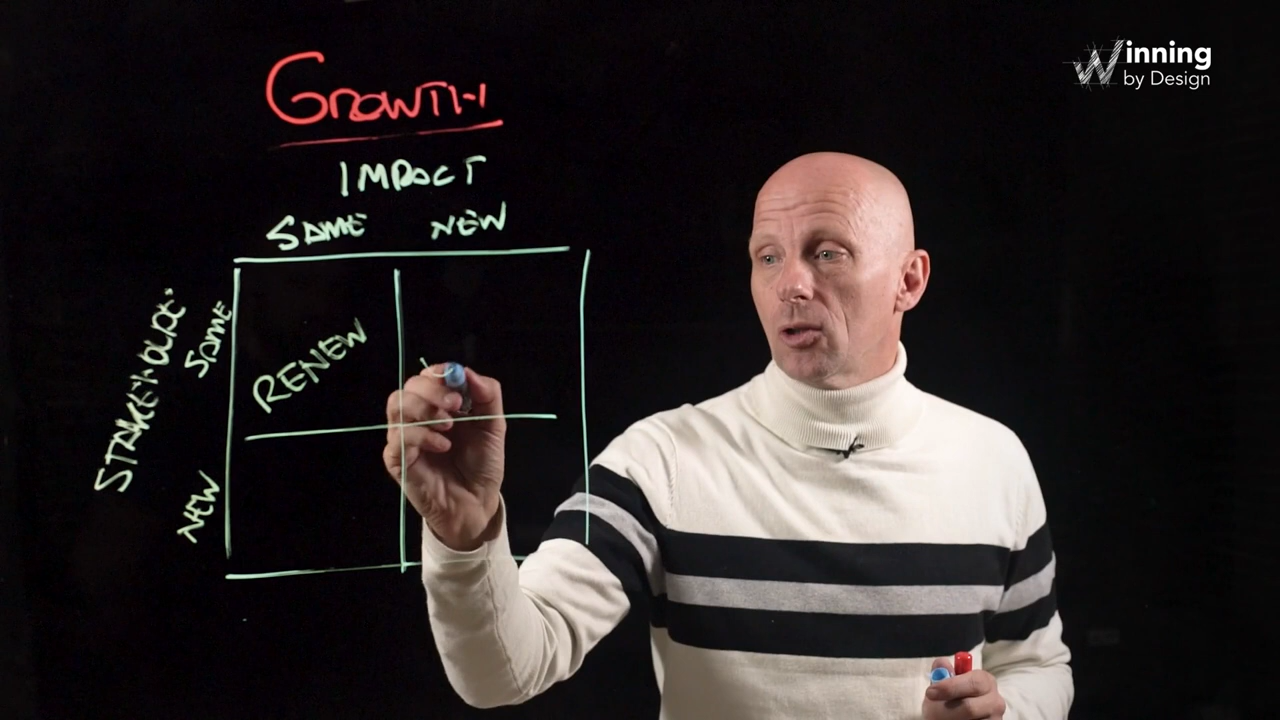 Winning
by Design
GROWTH
IMPACT
SAME NEW
STAKEHOLDER
SAME
RENEW
NEW